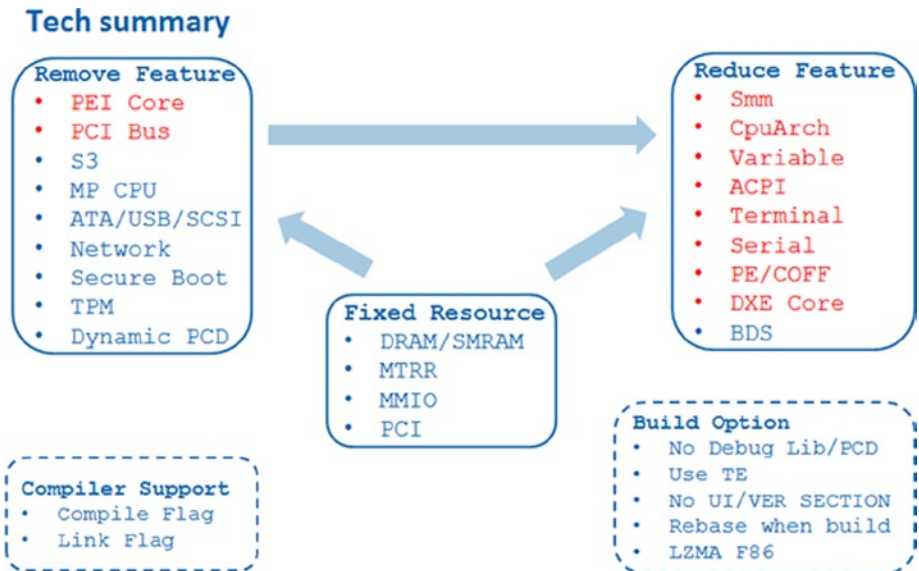 Tech summary
Remove Feature
• PEI Core
• PCI Bus
• S3
• MP CPU
• ATA/USB/SCSI
• Network
• Secure Boot
• TPM
• Dynamic PCD
Reduce Feature
• Smm
• CpuArch
• Variable
• ACPI
• Terminal
• Serial
• PE/COFF
• DXE Core
• BDS
Fixed Resource
• DRAM/SMRAM
• MTRR
• MMIO
• PCI
Compiler Support
• Compile Flag
• Link Flag
Build Option
• No Debug Lib/PCD
• Use TE
• No UI/VER SECTION
• Rebase when build
• LZMA F86